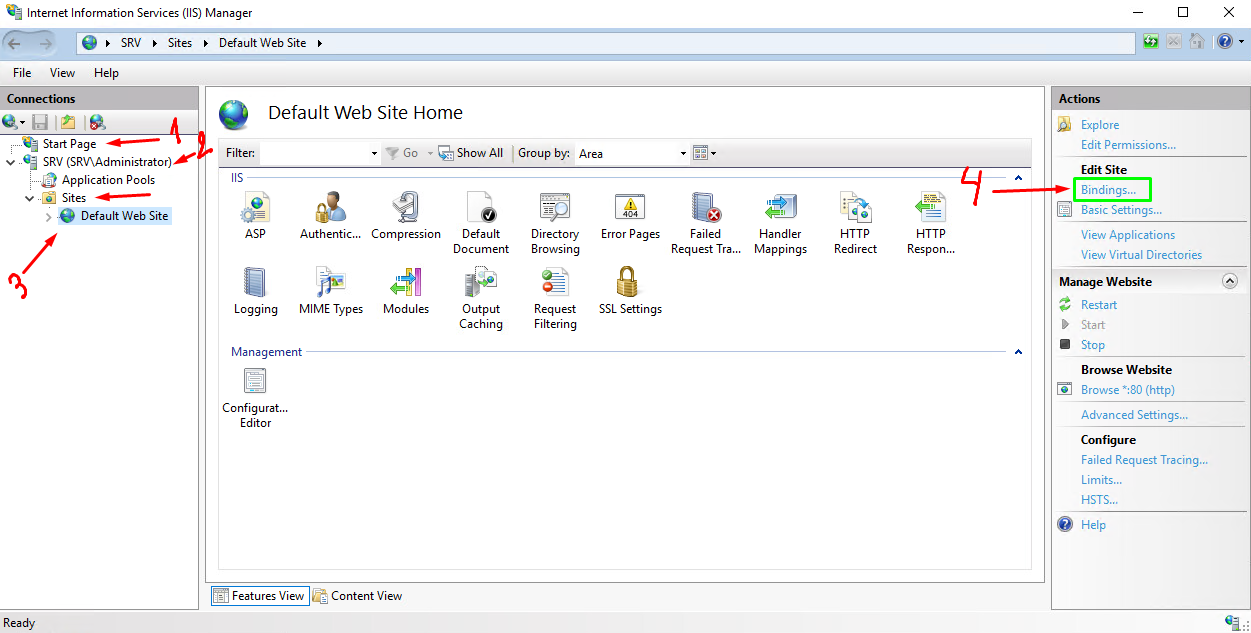 Internet Information Services (IIS) Manager
SRV Sites Default Web Site
File View Help
Connections
Start Page
1
SRV (SRV\Administrator)
2
Application Pools
Sites
Default Web Site
3
Default Web Site Home
Filter: Go Show All Group by: Area
IIS
ASP Authentic... Compression Default Document Directory Browsing Error Pages Failed Request Tra... Handler Mappings HTTP Redirect HTTP Respon...
404
Logging MIME Types Modules Output Caching Request Filtering SSL Settings
Management
Configurat... Editor
4
Features View Content View
Actions
Explore
Edit Permissions...
Edit Site
Bindings...
Basic Settings...
View Applications
View Virtual Directories
Manage Website
Restart
Start
Stop
Browse Website
Browse *:80 (http)
Advanced Settings...
Configure
Failed Request Tracing...
Limits...
HSTS...
Help
Ready